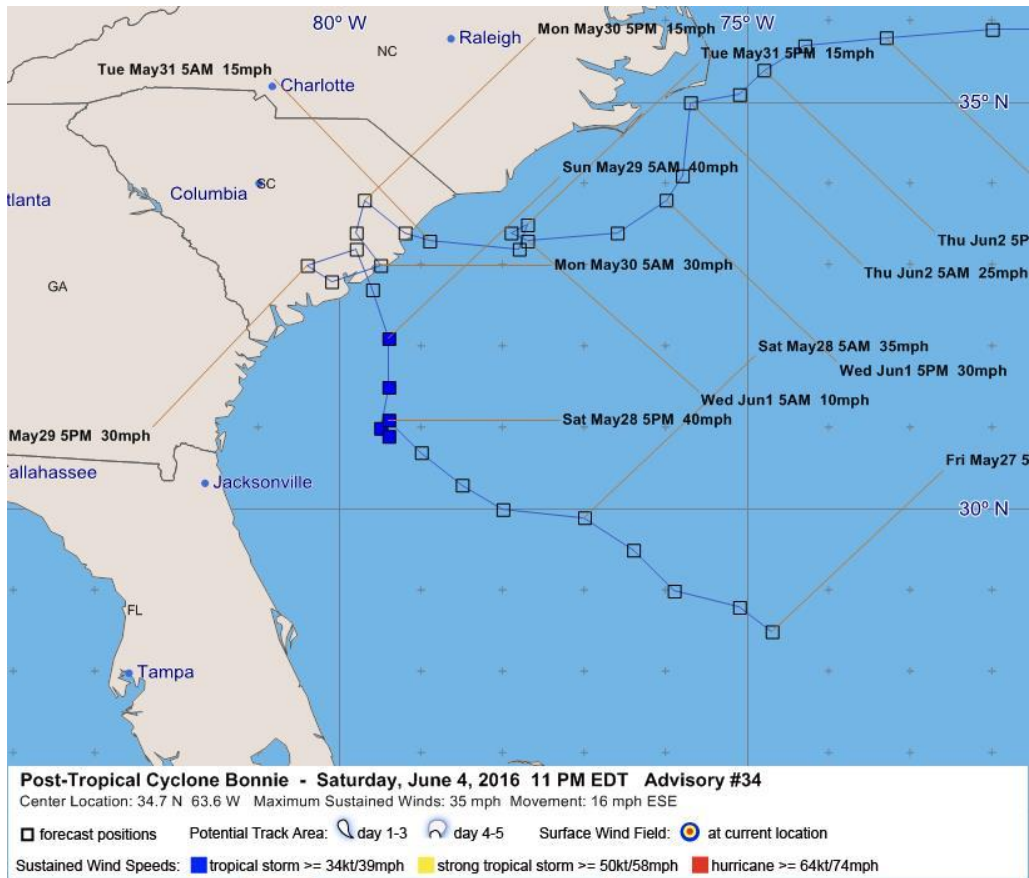 80º W
75º W
Mon May30 5PM 15mph
Raleigh
NC
Tue May31 5PM 15mph
Tue May31 5AM 15mph
Charlotte
35º N
Sun May29 5AM 40mph
Columbia
SC
tlanta
Thu Jun2 5P
Mon May30 5AM 30mph
Thu Jun2 5AM 25mph
GA
Sat May28 5AM 35mph
Wed Jun1 5PM 30mph
Wed Jun1 5AM 10mph
Sat May28 5PM 40mph
May29 5PM 30mph
Fri May27 5
allahassee
Jacksonville
30º N
FL
Tampa
Post-Tropical Cyclone Bonnie - Saturday, June 4, 2016 11 PM EDT Advisory #34
Center Location: 34.7 N 63.6 W Maximum Sustained Winds: 35 mph Movement: 16 mph ESE
forecast positions Potential Track Area: day 1-3 day 4-5 Surface Wind Field: at current location
Sustained Wind Speeds: tropical storm >= 34kt/39mph strong tropical storm >= 50kt/58mph hurricane >= 64kt/74mph